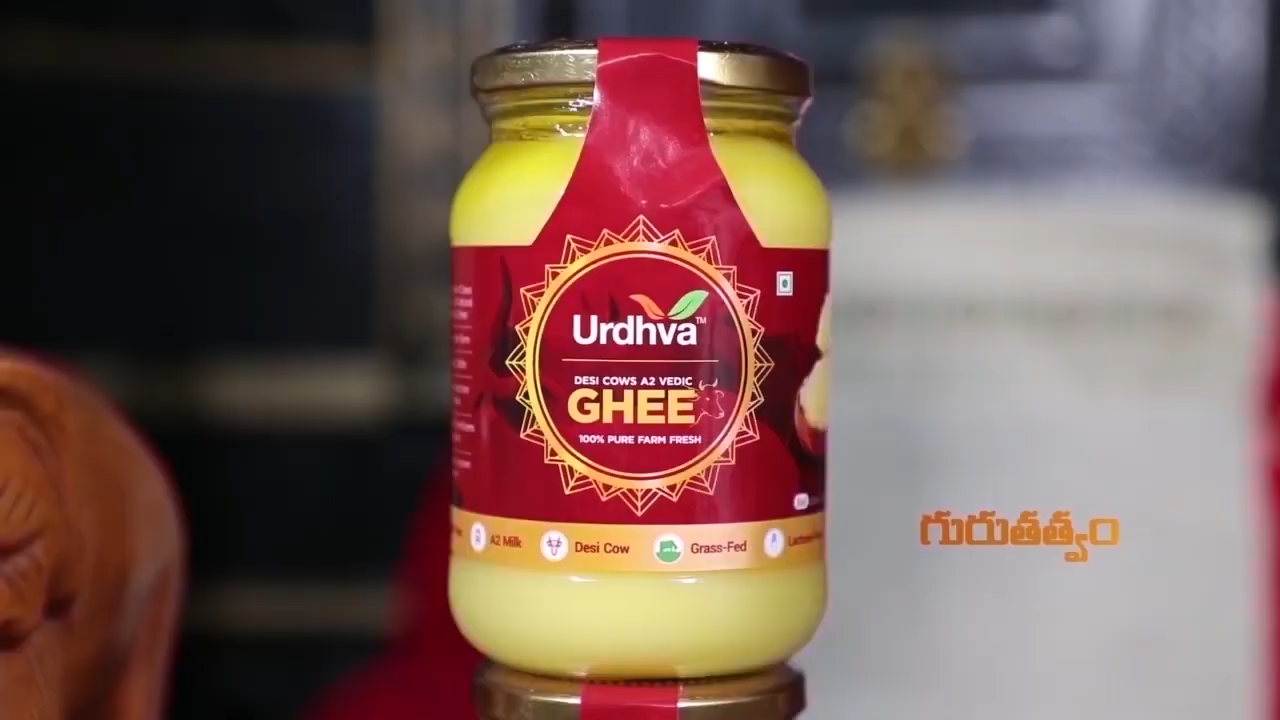 Urdhva™
DESI COWS A2 VEDIC
GHEE
100% PURE FARM FRESH
A2 Milk
Desi Cow
Grass-Fed
గురుతత్వం